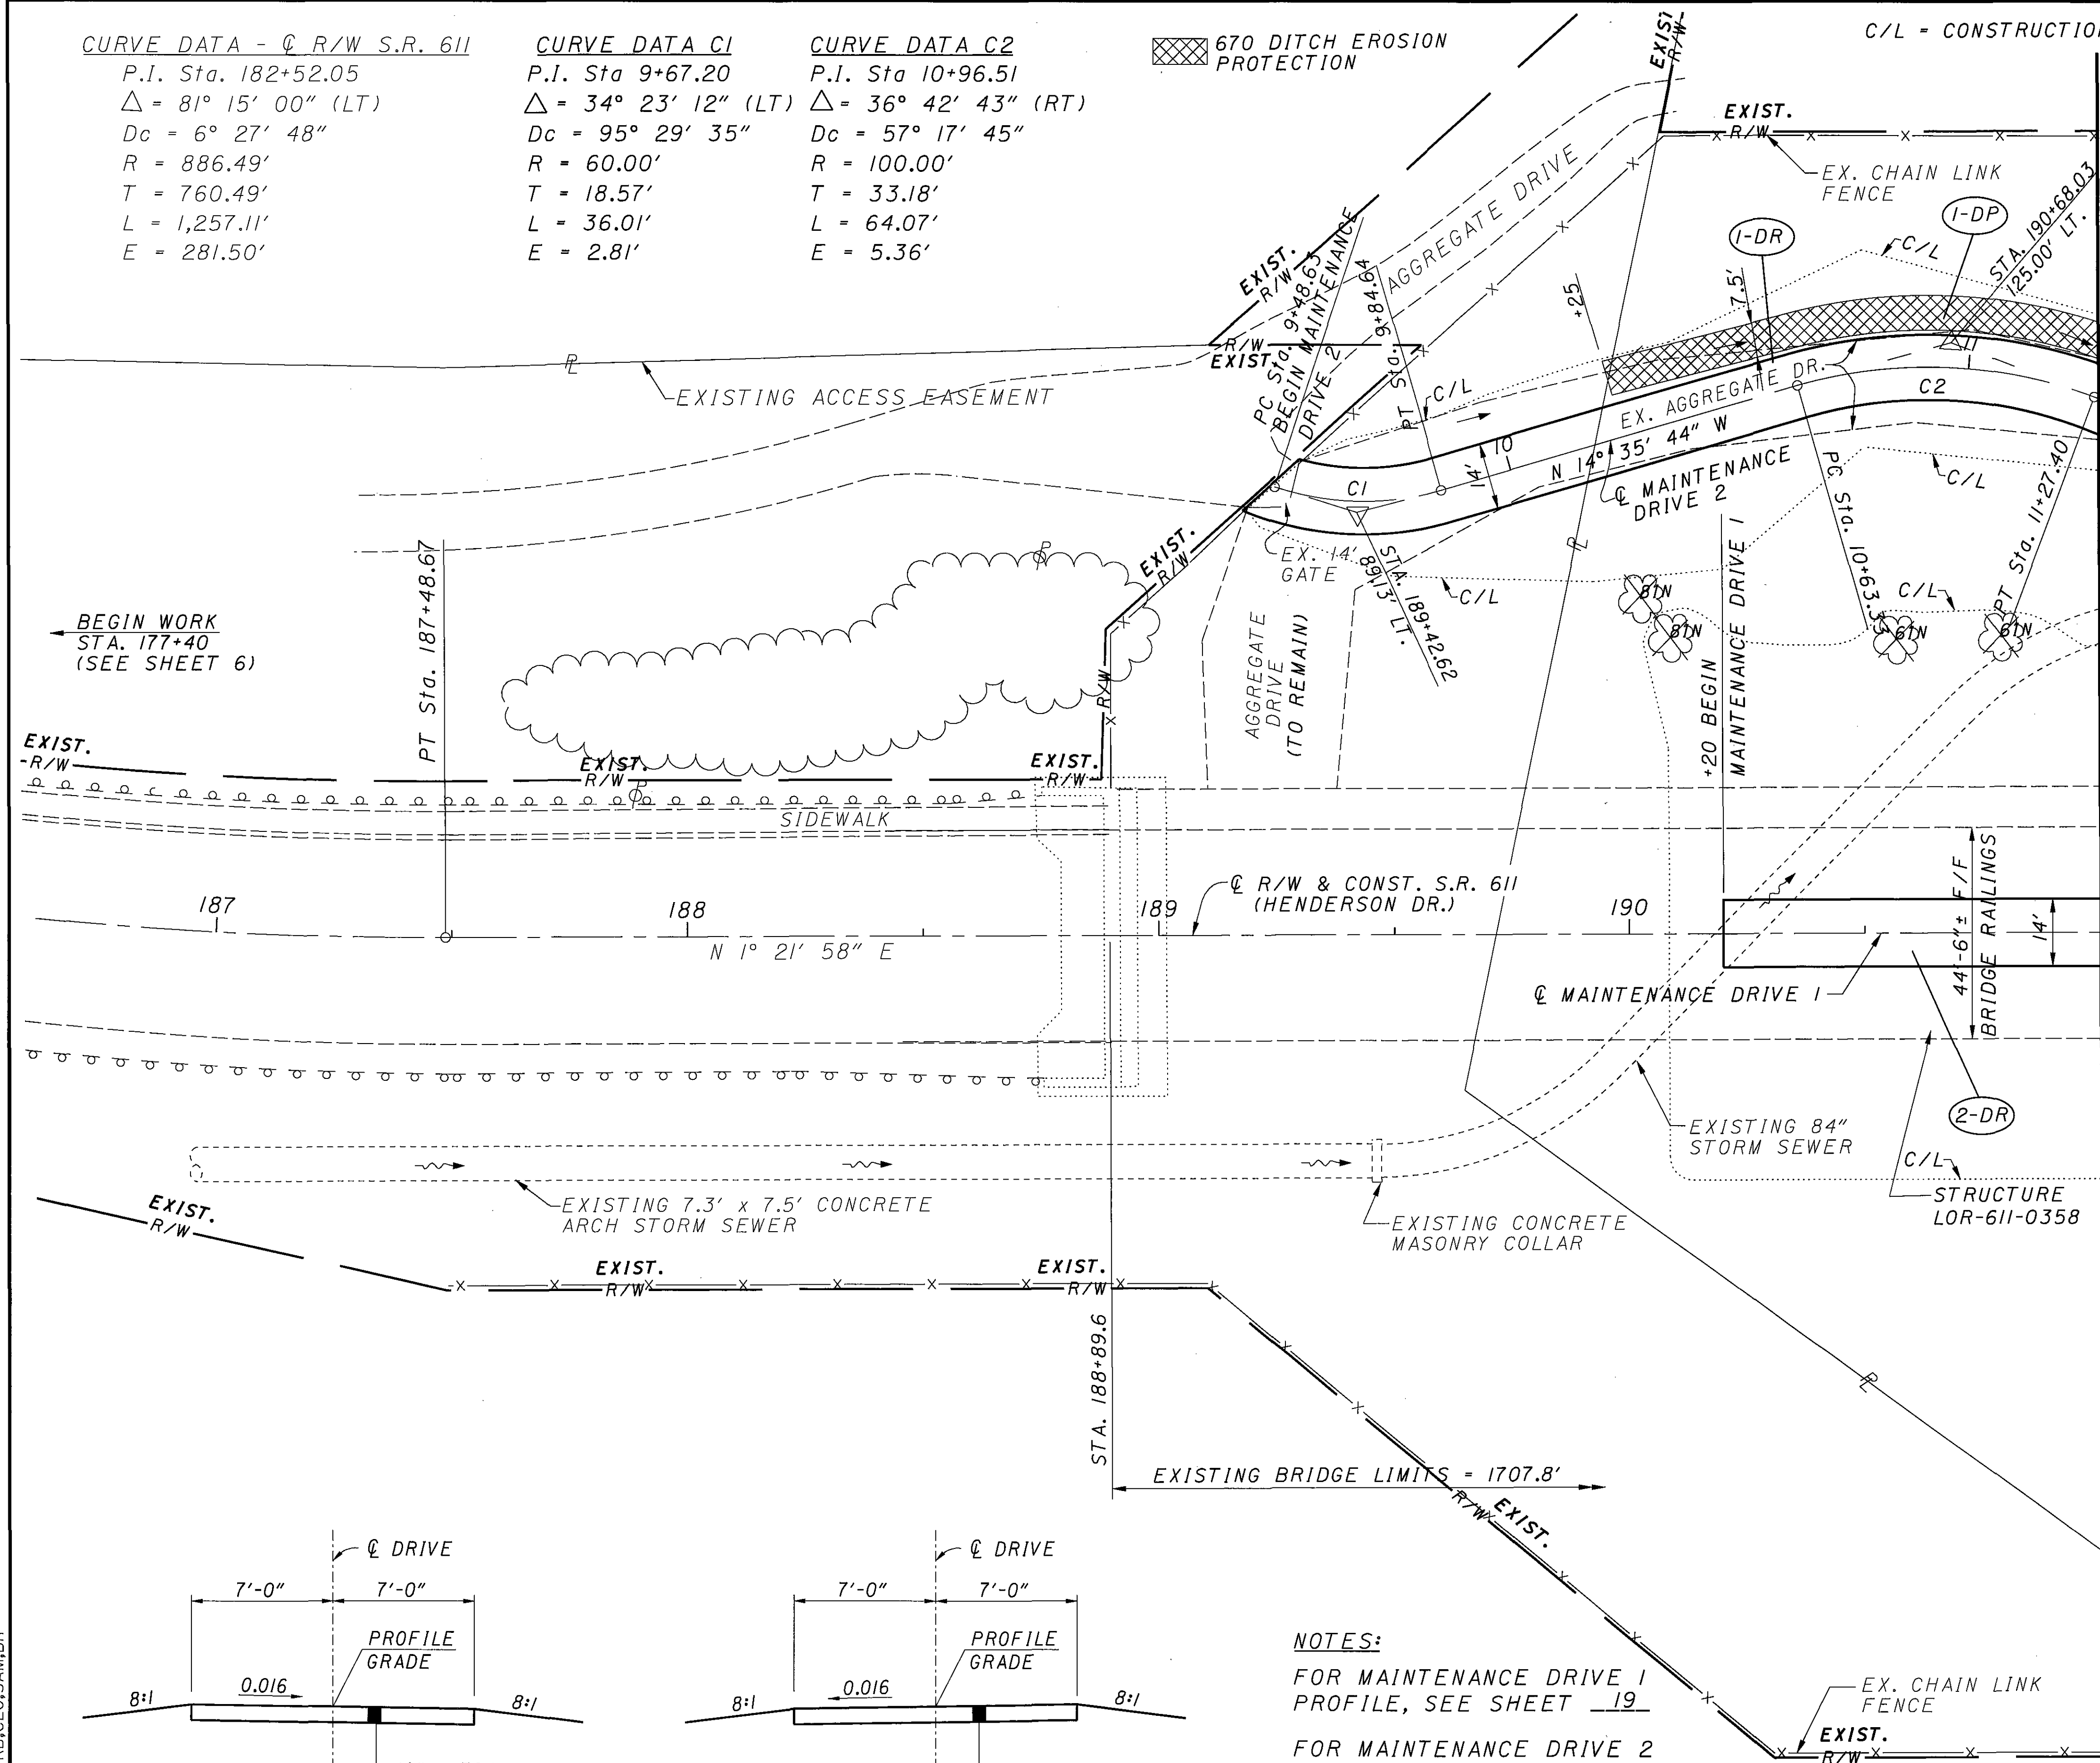 CURVE DATA - ℄ R/W S.R. 611
P.I. Sta. 182+52.05
△ = 81° 15' 00" (LT)
Dc = 6° 27' 48"
R = 886.49'
T = 760.49'
L = 1,257.11'
E = 281.50'
CURVE DATA C1
P.I. Sta 9+67.20
△ = 34° 23' 12" (LT)
Dc = 95° 29' 35"
R = 60.00'
T = 18.57'
L = 36.01'
E = 2.81'
CURVE DATA C2
P.I. Sta 10+96.51
△ = 36° 42' 43" (RT)
Dc = 57° 17' 45"
R = 100.00'
T = 33.18'
L = 64.07'
E = 5.36'
670 DITCH EROSION
PROTECTION
C/L = CONSTRUCTION
EXIST.
R/W
EXIST.
R/W
EX. CHAIN LINK
FENCE
1-DR
1-DP
C/L
STA. 190+68.03
125.00' LT.
7.5'
+25
AGGREGATE DRIVE
EXIST.
R/W
R/W
EXIST.
PC Sta. 9+48.63
BEGIN MAINTENANCE
DRIVE 2
PT Sta. 9+84.64
C/L
℄
EXISTING ACCESS EASEMENT
EX. AGGREGATE DR.
C2
11
10
N 14° 35' 44" W
14'
C1
℄ MAINTENANCE
DRIVE 2
C/L
PC Sta. 10+63.33
PT Sta. 11+27.40
EX. 14'
GATE
STA. 189+42.62
89.13' LT.
C/L
C/L
81N
81N
61N
61N
EXIST.
R/W
R/W
AGGREGATE
DRIVE
(TO REMAIN)
+20 BEGIN
MAINTENANCE DRIVE 1
BEGIN WORK
STA. 177+40
(SEE SHEET 6)
PT Sta. 187+48.67
EXIST.
R/W
EXIST.
R/W
EXIST.
R/W
SIDEWALK
187
188
189
190
N 1° 21' 58" E
℄ R/W & CONST. S.R. 611
(HENDERSON DR.)
44'-6"± F/F
BRIDGE RAILINGS
14'
℄ MAINTENANCE DRIVE 1
2-DR
EXISTING 84"
STORM SEWER
C/L
STRUCTURE
LOR-611-0358
EXISTING 7.3' x 7.5' CONCRETE
ARCH STORM SEWER
EXISTING CONCRETE
MASONRY COLLAR
EXIST.
R/W
EXIST.
R/W
EXIST.
R/W
STA. 188+89.6
EXISTING BRIDGE LIMITS = 1707.8'
R/W EXIST.
℄ DRIVE
7'-0" 7'-0"
PROFILE
GRADE
8:1 0.016 8:1
℄ DRIVE
7'-0" 7'-0"
PROFILE
GRADE
8:1 0.016 8:1
NOTES:
FOR MAINTENANCE DRIVE 1
PROFILE, SEE SHEET 19
FOR MAINTENANCE DRIVE 2
EX. CHAIN LINK
FENCE
EXIST.
R/W